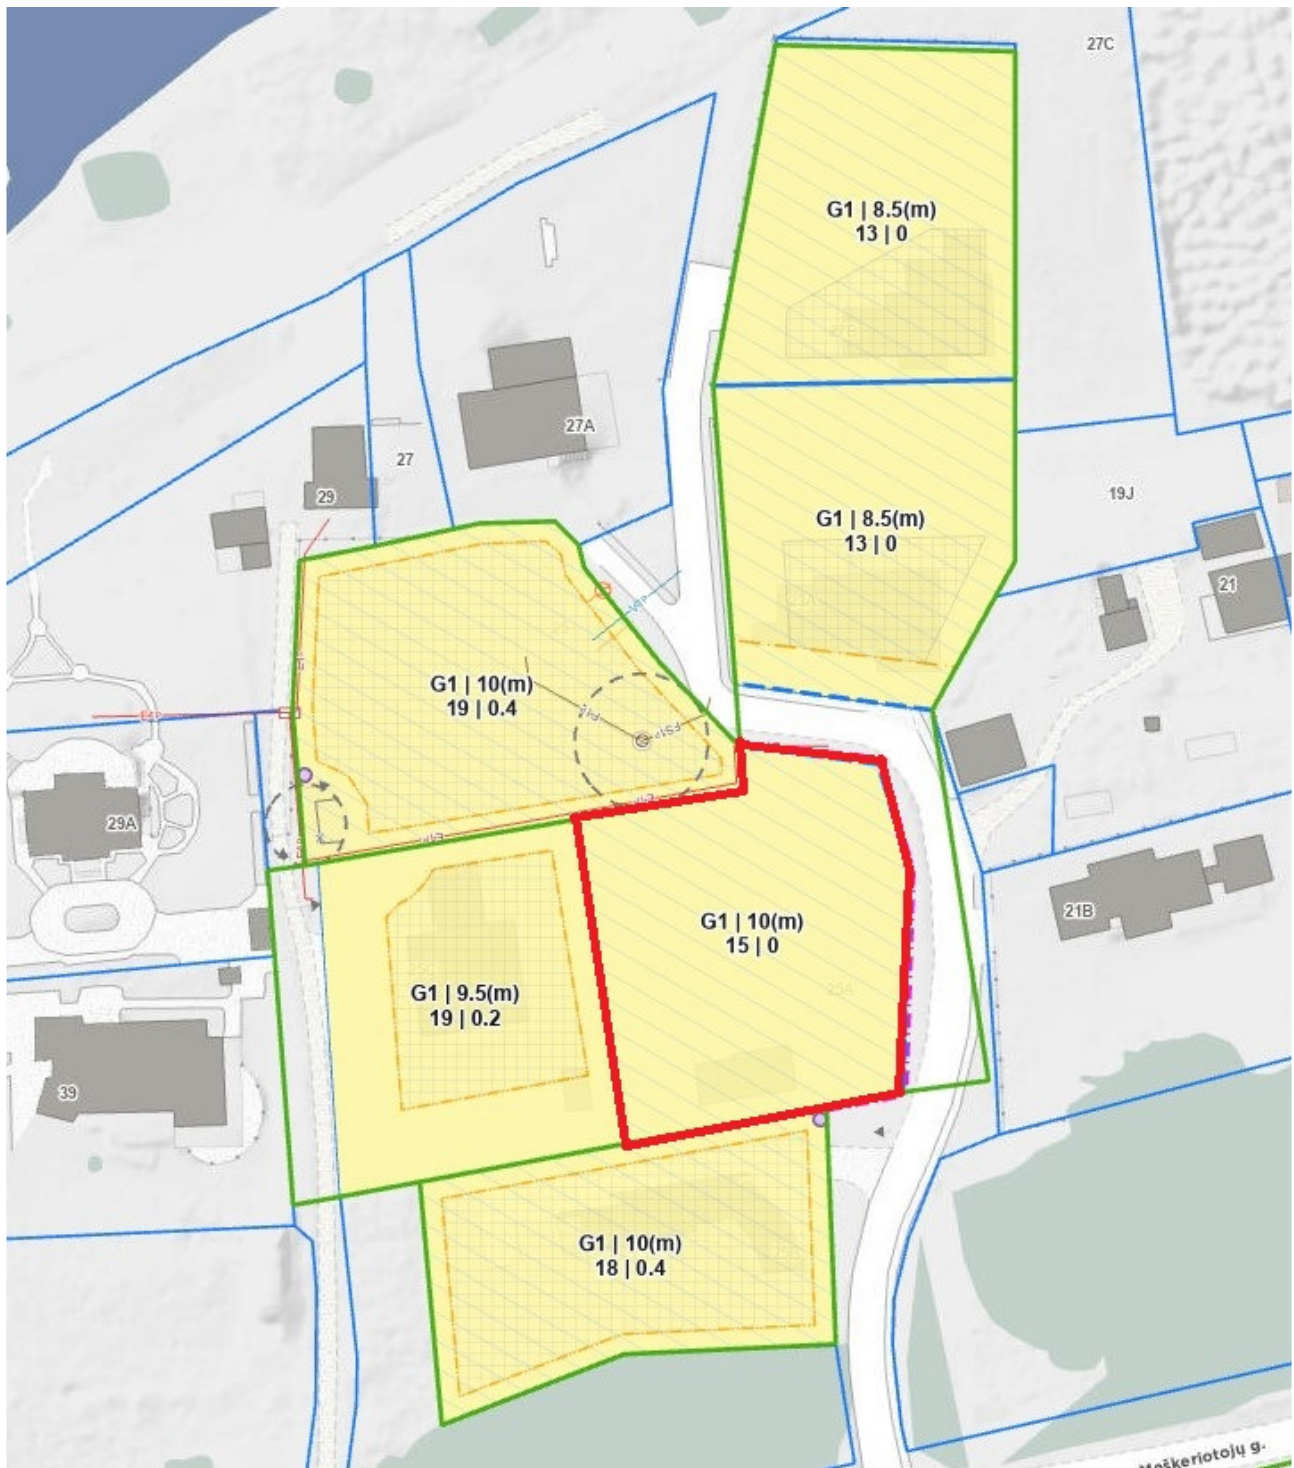 27C
G1 | 8.5(m)
13 | 0
27A
27
29
19J
G1 | 8.5(m)
13 | 0
21
G1 | 10(m)
19 | 0.4
FS1P
29A
21B
G1 | 10(m)
15 | 0
25A
G1 | 9.5(m)
19 | 0.2
39
G1 | 10(m)
18 | 0.4
Meškeriotojų g.